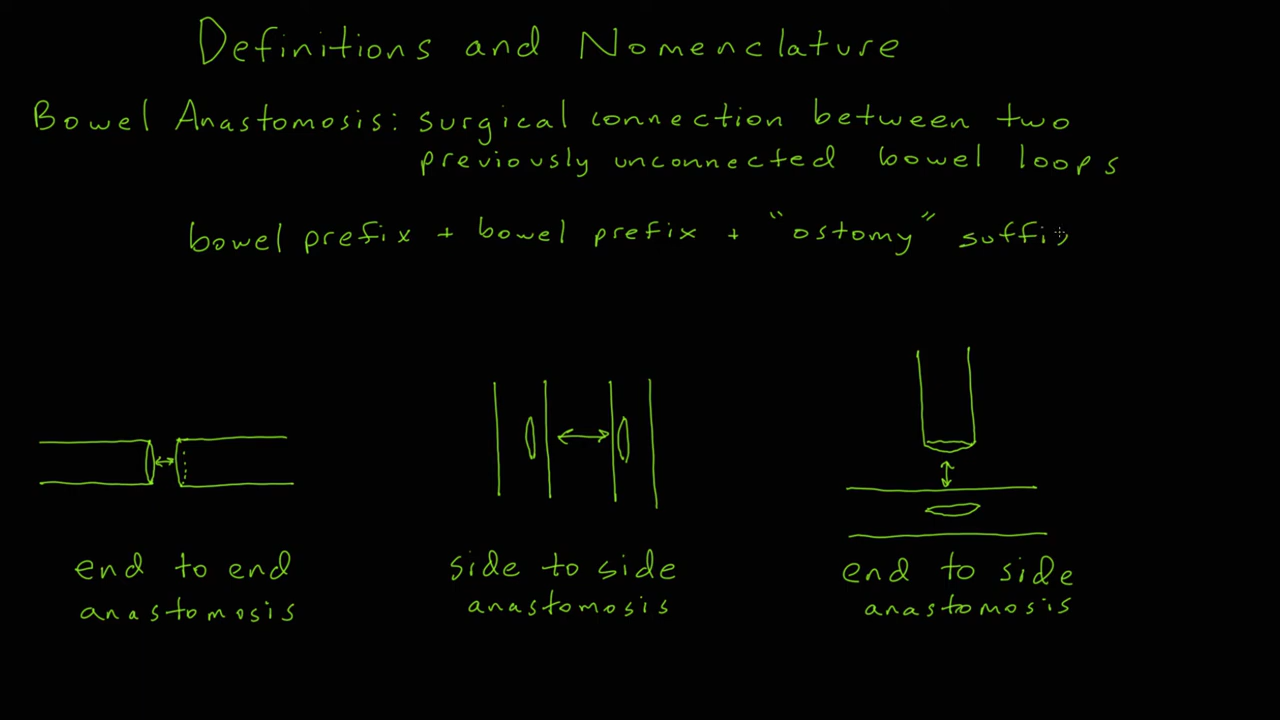 Definitions and Nomenclature
Bowel Anastomosis: surgical connection between two
previously unconnected bowel loops
bowel prefix + bowel prefix + "ostomy" suffi
end to end
anastomosis
side to side
anastomosis
end to side
anastomosis